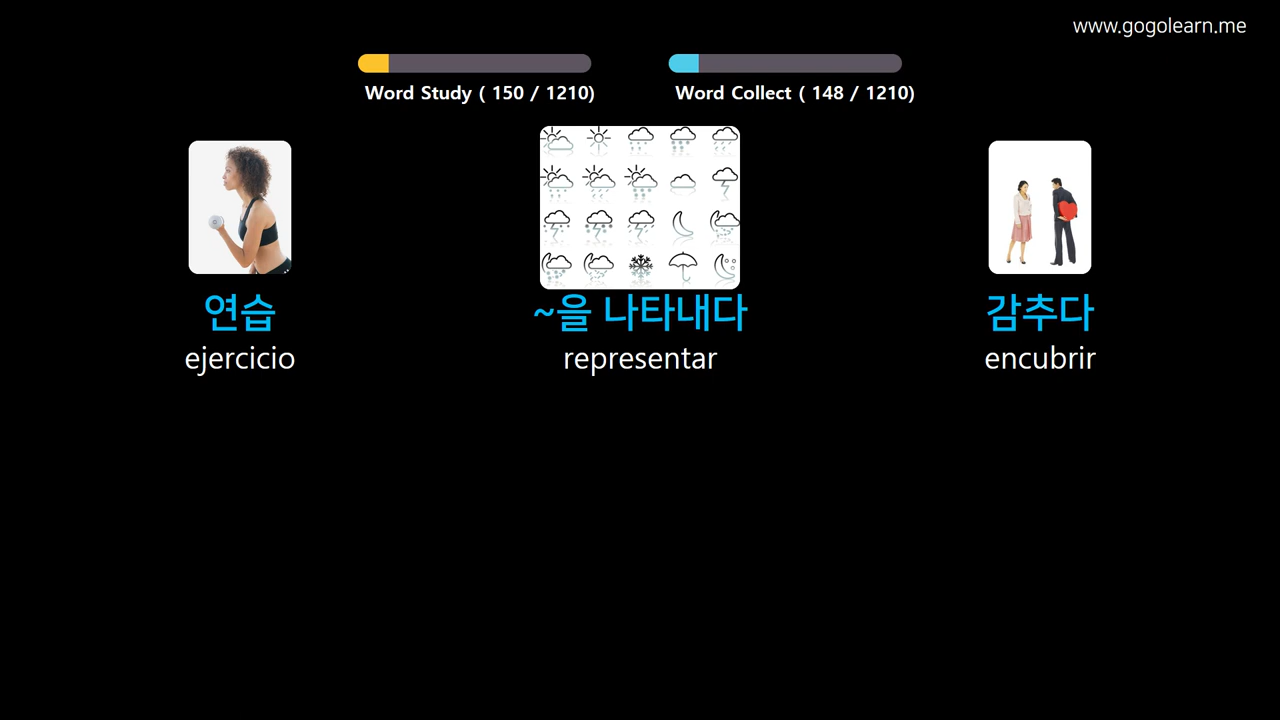 www.gogolearn.me
Word Study ( 150 / 1210)
Word Collect ( 148 / 1210)
연습
ejercicio
~을 나타내다
representar
감추다
encubrir